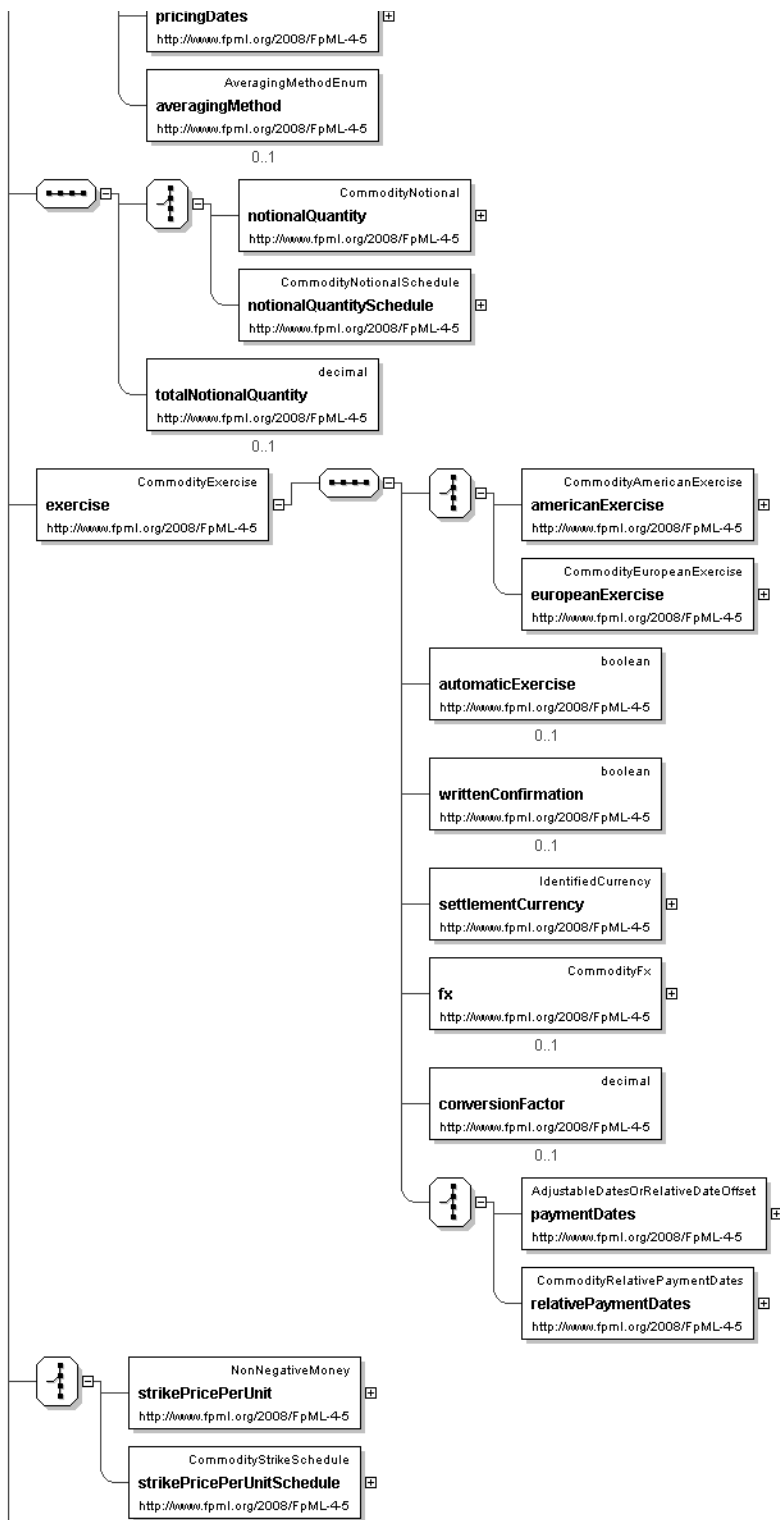 pricingDates
http://www.fpml.org/2008/FpML-4-5
AveragingMethodEnum
averagingMethod
http://www.fpml.org/2008/FpML-4-5
0..1
CommodityNotional
notionalQuantity
http://www.fpml.org/2008/FpML-4-5
CommodityNotionalSchedule
notionalQuantitySchedule
http://www.fpml.org/2008/FpML-4-5
decimal
totalNotionalQuantity
http://www.fpml.org/2008/FpML-4-5
0..1
CommodityExercise
exercise
http://www.fpml.org/2008/FpML-4-5
CommodityAmericanExercise
americanExercise
http://www.fpml.org/2008/FpML-4-5
CommodityEuropeanExercise
europeanExercise
http://www.fpml.org/2008/FpML-4-5
boolean
automaticExercise
http://www.fpml.org/2008/FpML-4-5
0..1
boolean
writtenConfirmation
http://www.fpml.org/2008/FpML-4-5
0..1
IdentifiedCurrency
settlementCurrency
http://www.fpml.org/2008/FpML-4-5
CommodityFx
fx
http://www.fpml.org/2008/FpML-4-5
0..1
decimal
conversionFactor
http://www.fpml.org/2008/FpML-4-5
0..1
AdjustableDatesOrRelativeDateOffset
paymentDates
http://www.fpml.org/2008/FpML-4-5
CommodityRelativePaymentDates
relativePaymentDates
http://www.fpml.org/2008/FpML-4-5
NonNegativeMoney
strikePricePerUnit
http://www.fpml.org/2008/FpML-4-5
CommodityStrikeSchedule
strikePricePerUnitSchedule
http://www.fpml.org/2008/FpML-4-5